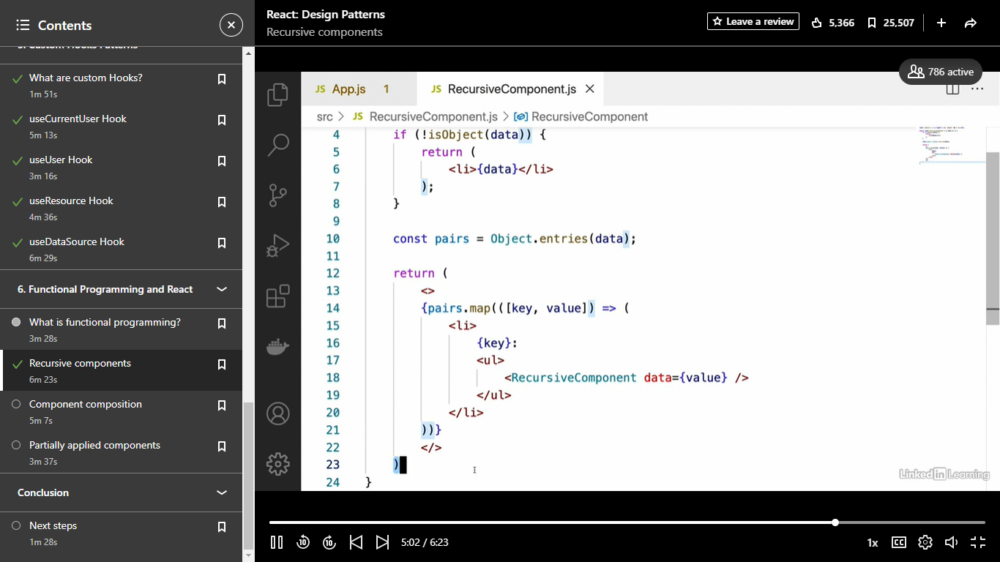 Contents
5. Custom Hooks Patterns
What are custom Hooks?
1m 51s
useCurrentUser Hook
5m 13s
useUser Hook
3m 16s
useResource Hook
4m 36s
useDataSource Hook
6m 29s
6. Functional Programming and React
What is functional programming?
3m 28s
Recursive components
6m 23s
Component composition
5m 7s
Partially applied components
3m 37s
Conclusion
Next steps
1m 28s
React: Design Patterns
Recursive components
Leave a review
5,366
25,507
786 active
JS App.js 1
JS RecursiveComponent.js
src > JS RecursiveComponent.js > RecursiveComponent
4 if (!isObject(data)) {
5 return (
6 <li>{data}</li>
7 );
8 }
9
10 const pairs = Object.entries(data);
11
12 return (
13 <>
14 {pairs.map(([key, value]) => (
15 <li>
16 {key}:
17 <ul>
18 <RecursiveComponent data={value} />
19 </ul>
20 </li>
21 ))}
22 </>
23 )
24 }
LinkedIn Learning
10
10
5:02 / 6:23
1x
CC